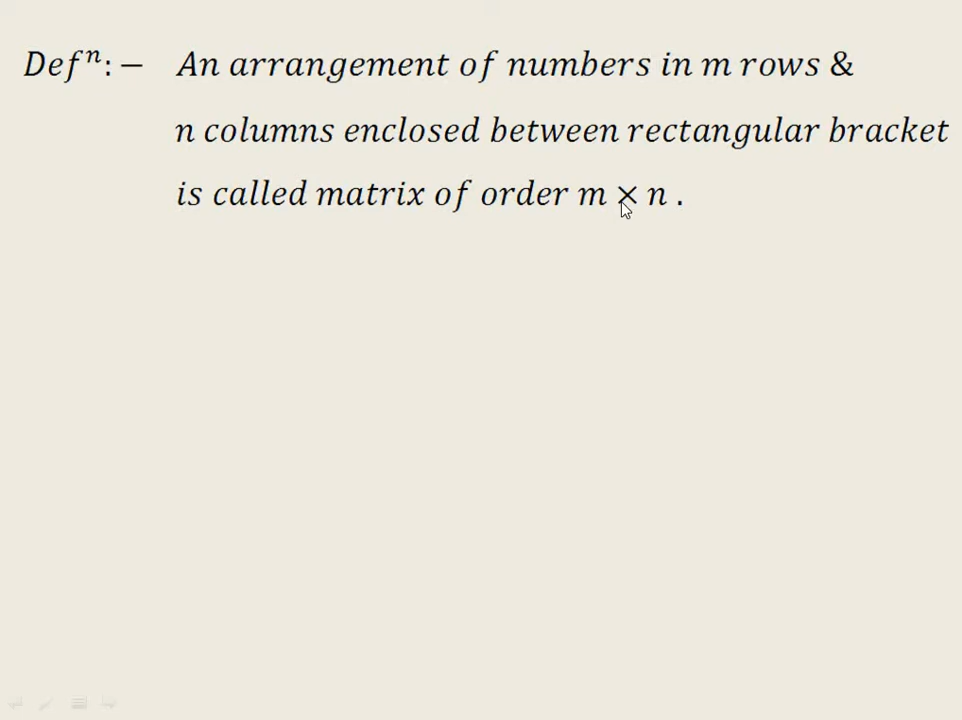 Defⁿ:− An arrangement of numbers in m rows &
n columns enclosed between rectangular bracket
is called matrix of order m × n .